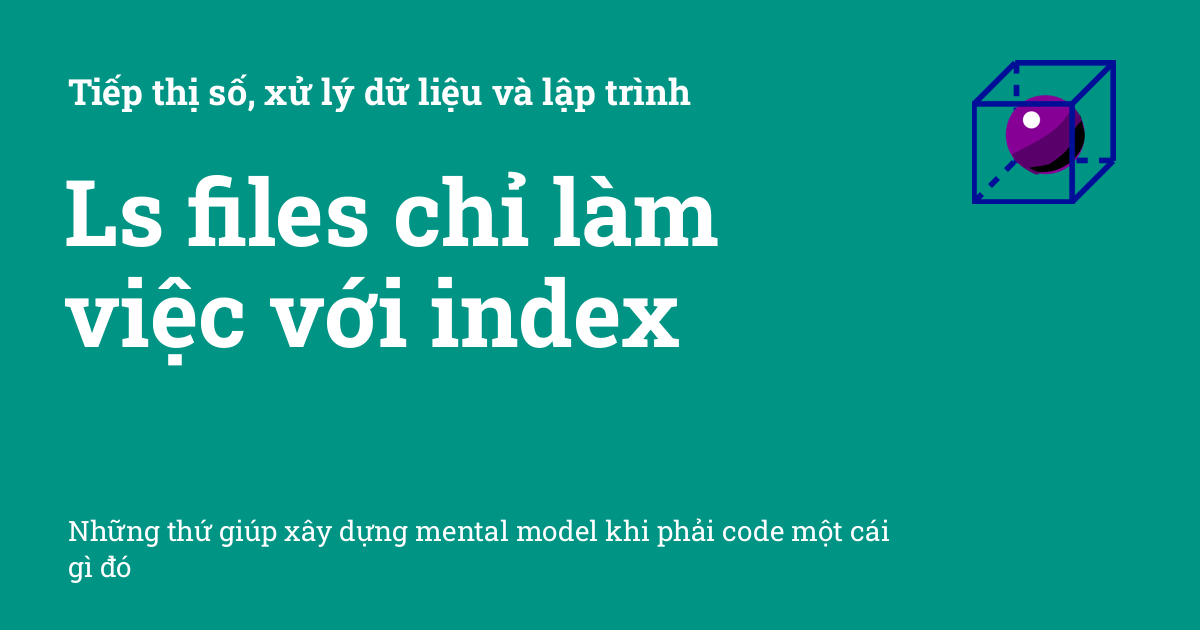 Tiếp thị số, xử lý dữ liệu và lập trình
Ls files chỉ làm
việc với index
Những thứ giúp xây dựng mental model khi phải code một cái
gì đó